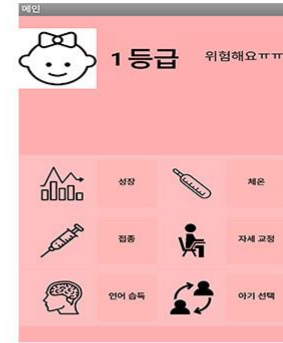 메인
1등급 위험해요ㅠㅠ
성장 체온
접종 자세 교정
언어 습득 아기 선택